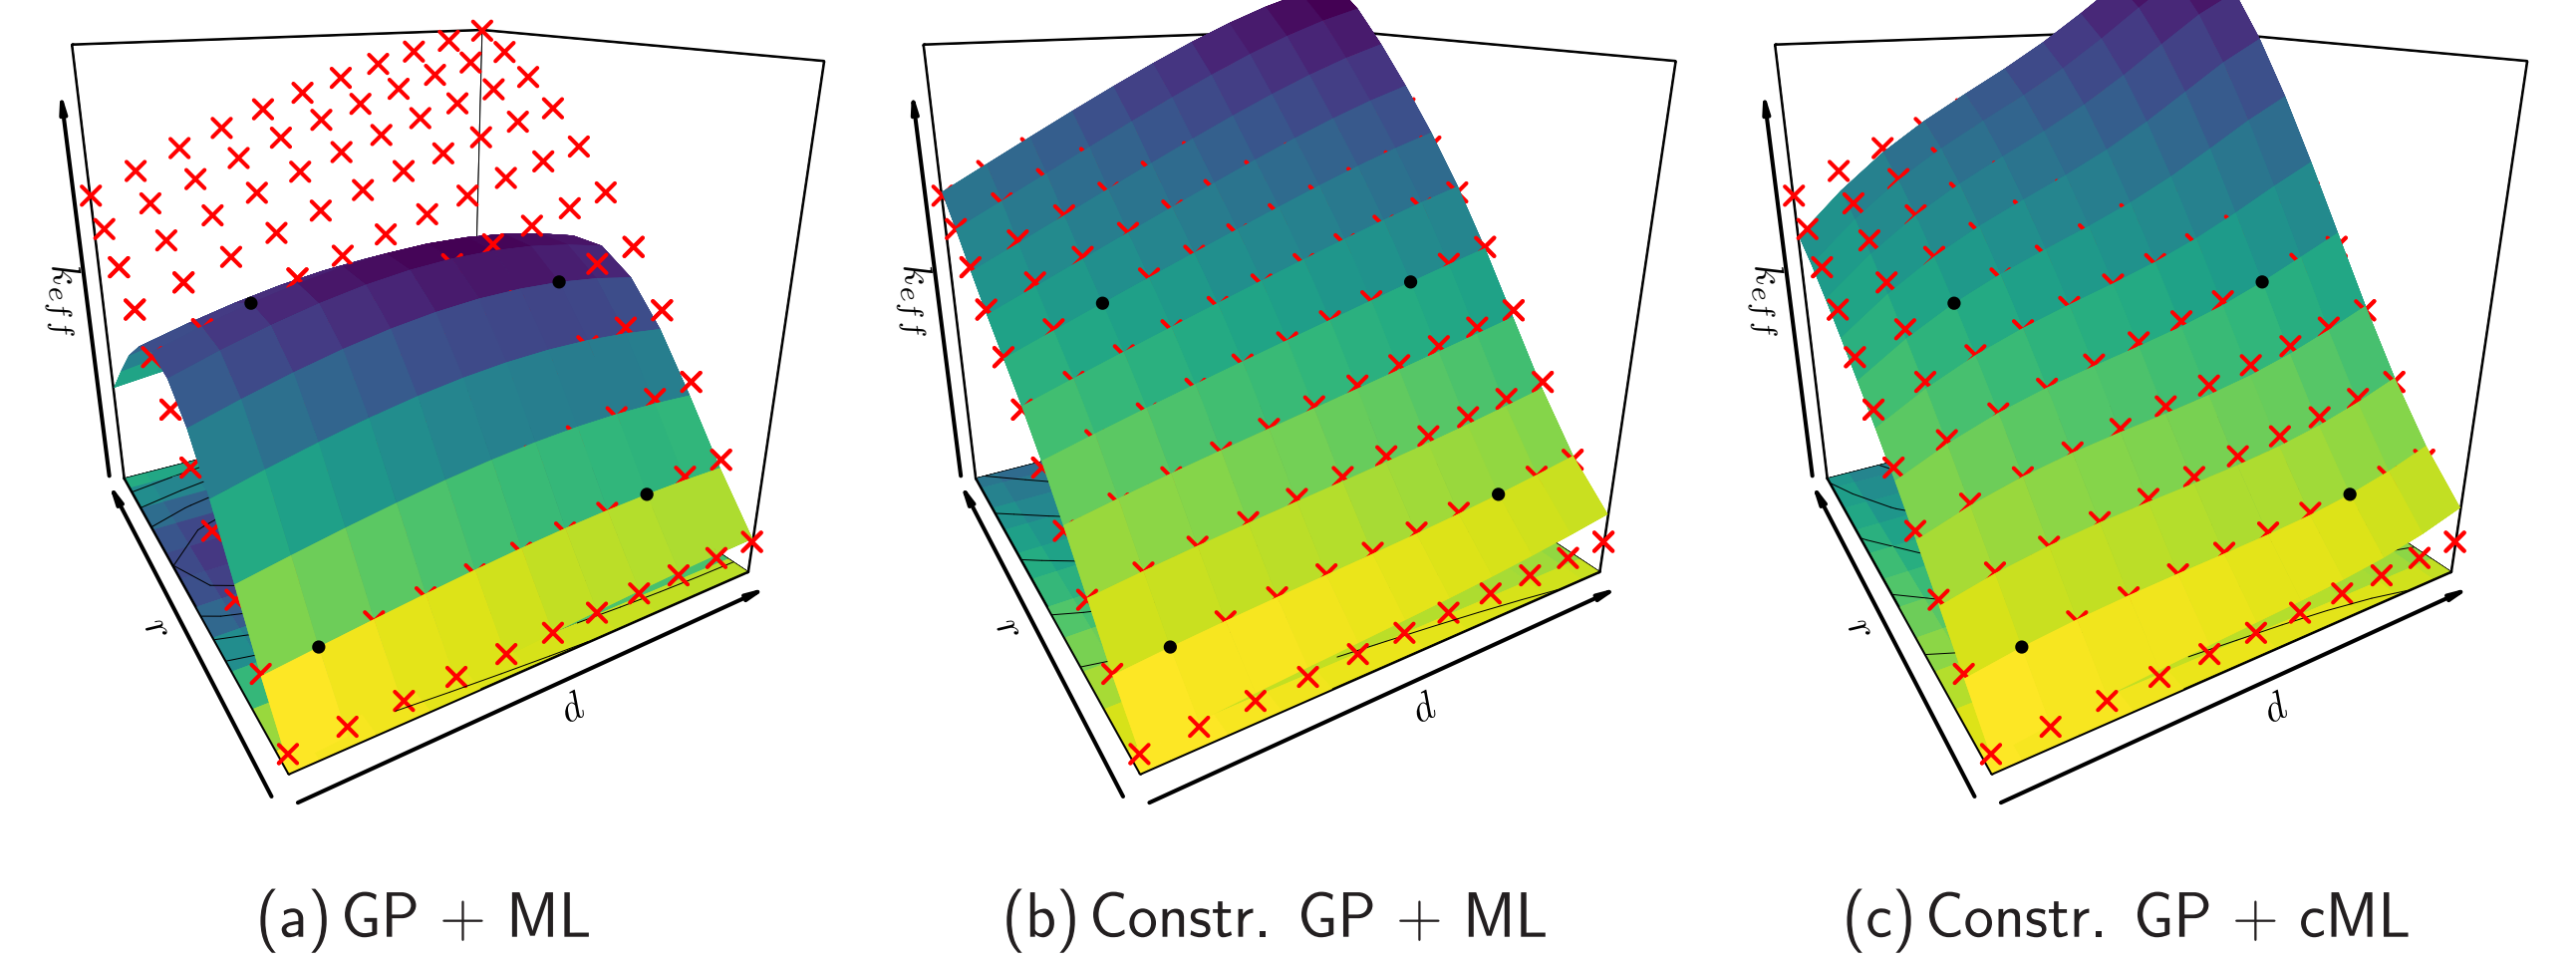 k_eff
r
d
(a) GP + ML
k_eff
r
d
(b) Constr. GP + ML
k_eff
r
d
(c) Constr. GP + cML